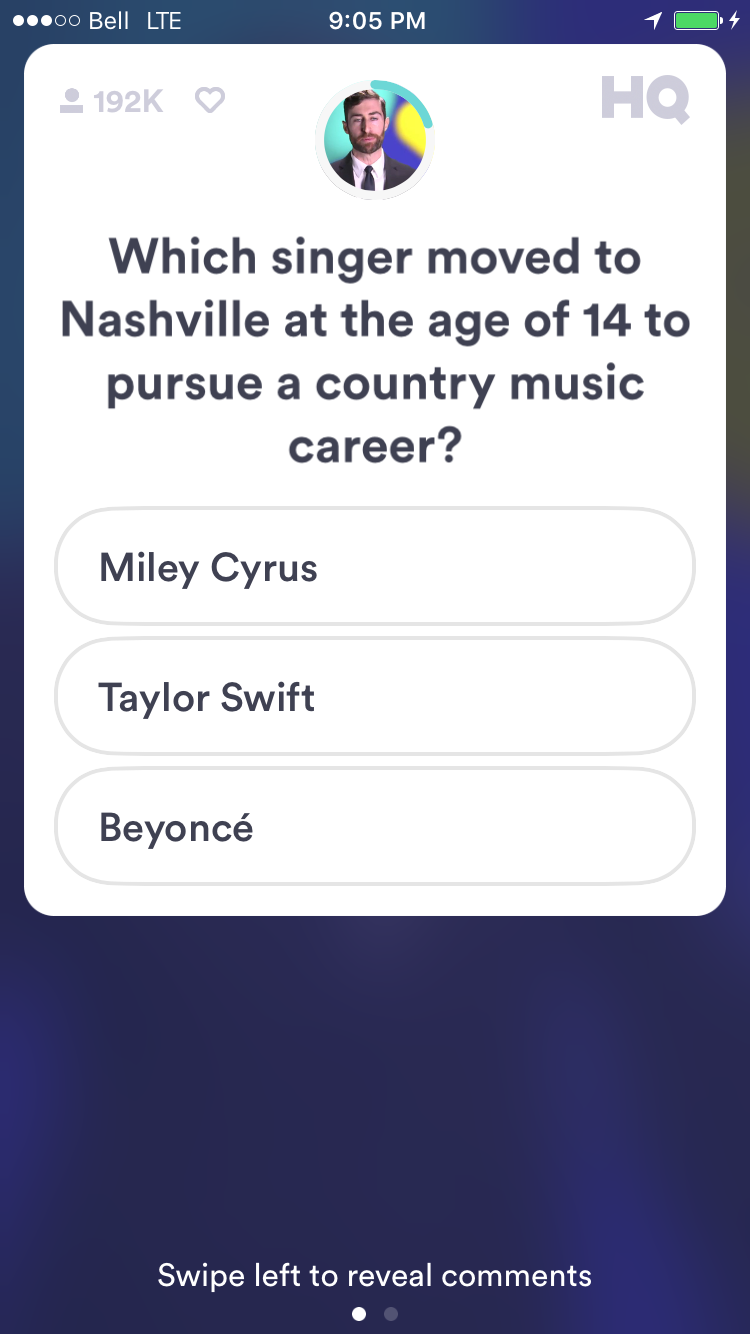 Bell LTE 9:05 PM
192K HQ
Which singer moved to
Nashville at the age of 14 to
pursue a country music
career?
Miley Cyrus
Taylor Swift
Beyoncé
Swipe left to reveal comments